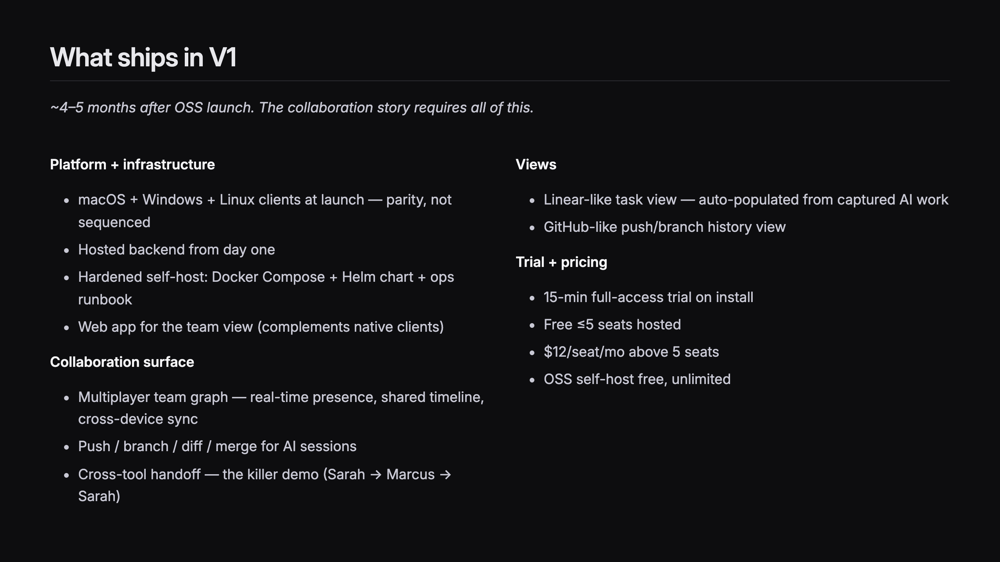 What ships in V1
~4–5 months after OSS launch. The collaboration story requires all of this.
Platform + infrastructure
• macOS + Windows + Linux clients at launch — parity, not
sequenced
• Hosted backend from day one
• Hardened self-host: Docker Compose + Helm chart + ops
runbook
• Web app for the team view (complements native clients)
Collaboration surface
• Multiplayer team graph — real-time presence, shared timeline,
cross-device sync
• Push / branch / diff / merge for AI sessions
• Cross-tool handoff — the killer demo (Sarah → Marcus →
Sarah)
Views
• Linear-like task view — auto-populated from captured AI work
• GitHub-like push/branch history view
Trial + pricing
• 15-min full-access trial on install
• Free ≤5 seats hosted
• $12/seat/mo above 5 seats
• OSS self-host free, unlimited